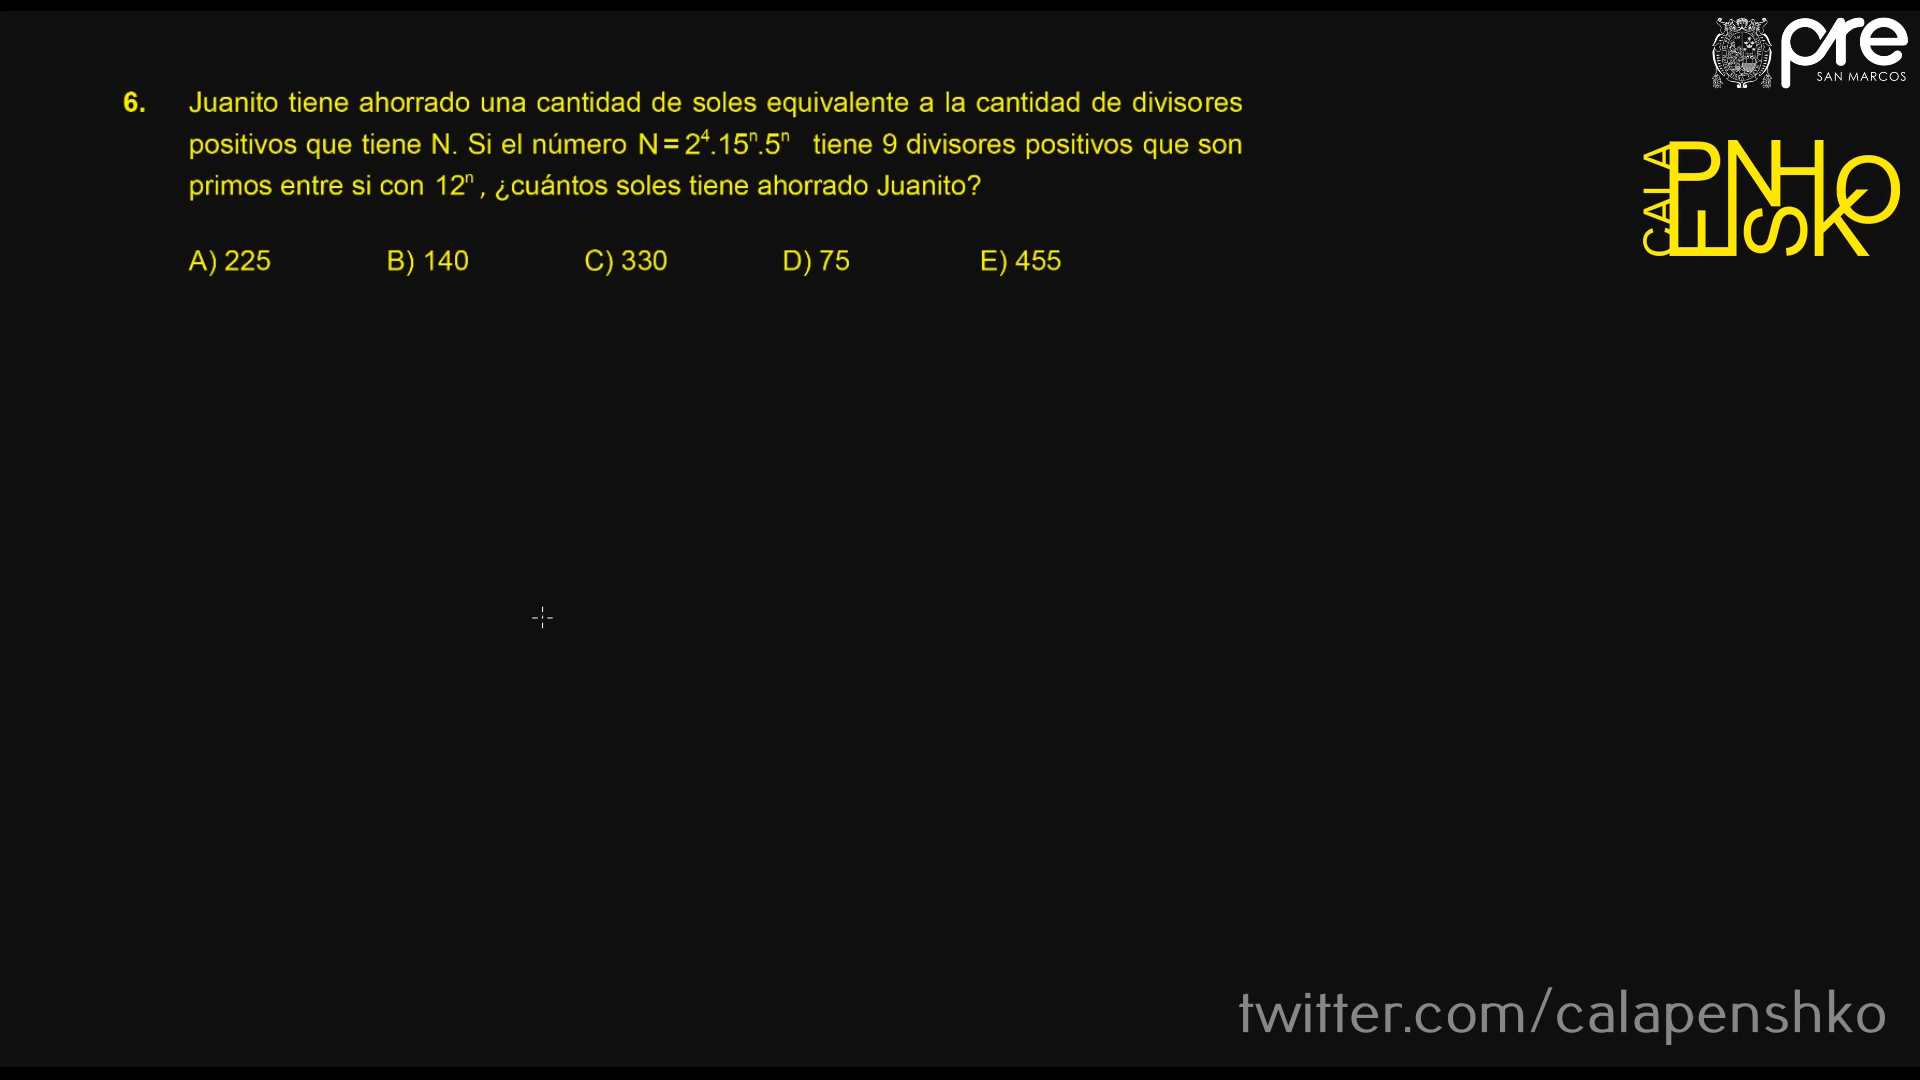 pre
SAN MARCOS
6. Juanito tiene ahorrado una cantidad de soles equivalente a la cantidad de divisores
positivos que tiene N. Si el número N = 2⁴.15ⁿ.5ⁿ tiene 9 divisores positivos que son
primos entre si con 12ⁿ , ¿cuántos soles tiene ahorrado Juanito?
A) 225 B) 140 C) 330 D) 75 E) 455
CALA
PENSHKO
twitter.com/calapenshko